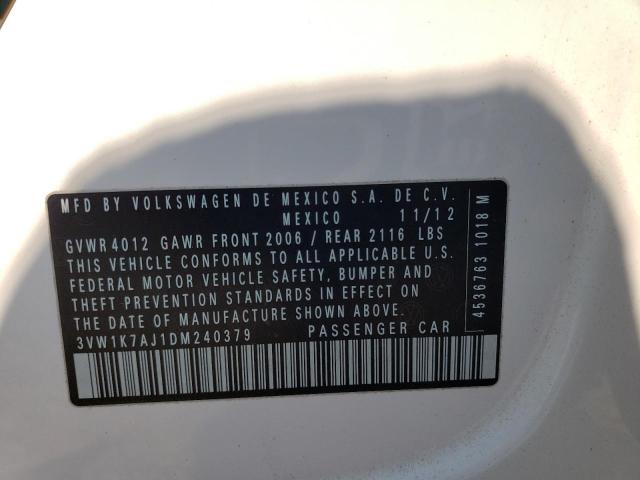 MFD BY VOLKSWAGEN DE MEXICO S.A. DE C.V.
MEXICO 11/12
GVWR 4012 GAWR FRONT 2006 / REAR 2116 LBS
THIS VEHICLE CONFORMS TO ALL APPLICABLE U.S.
FEDERAL MOTOR VEHICLE SAFETY, BUMPER AND
THEFT PREVENTION STANDARDS IN EFFECT ON
THE DATE OF MANUFACTURE SHOWN ABOVE.
3VW1K7AJ1DM240379 PASSENGER CAR
45367763 1018 M